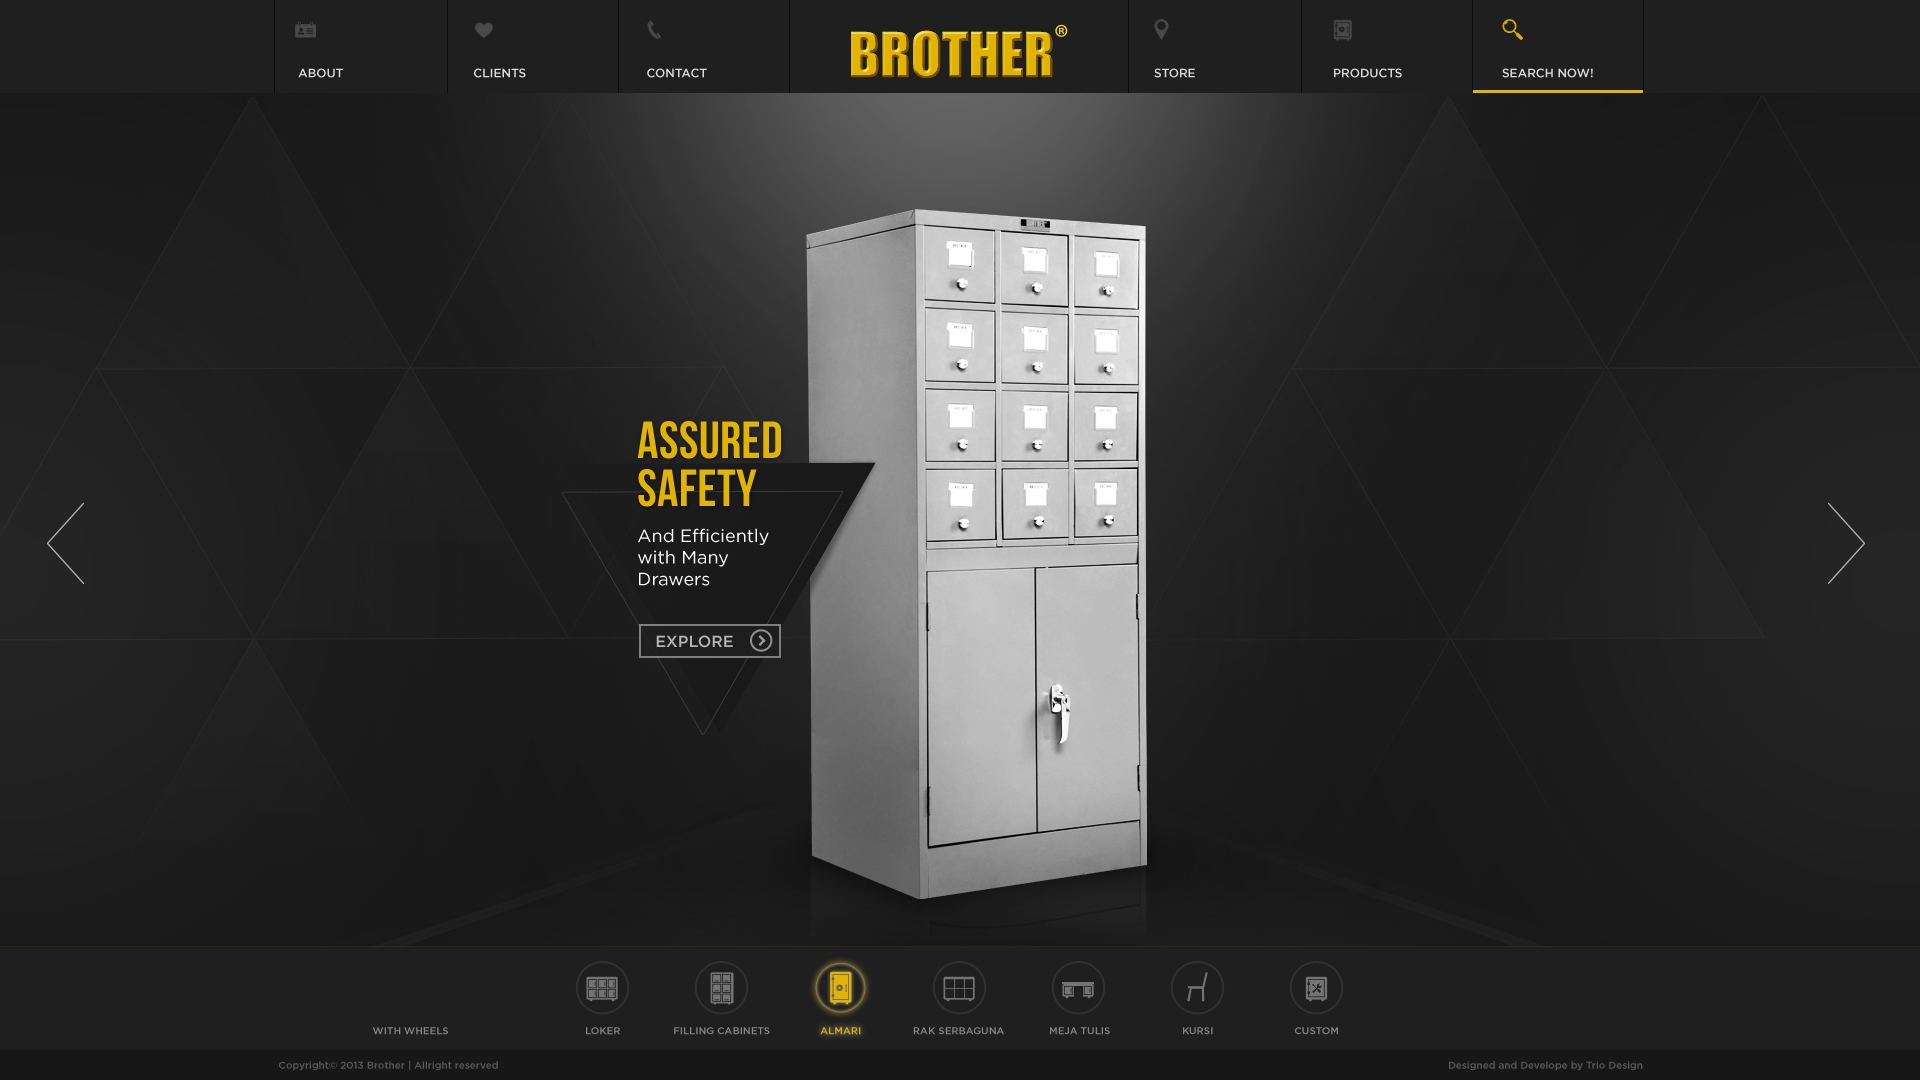 ABOUT
CLIENTS
CONTACT
BROTHER®
STORE
PRODUCTS
SEARCH NOW!
ASSURED
SAFETY
And Efficiently
with Many
Drawers
EXPLORE
WITH WHEELS
LOKER
FILLING CABINETS
ALMARI
RAK SERBAGUNA
MEJA TULIS
KURSI
CUSTOM
Copyright© 2013 Brother | Allright reserved
Designed and Develope by Trio Design